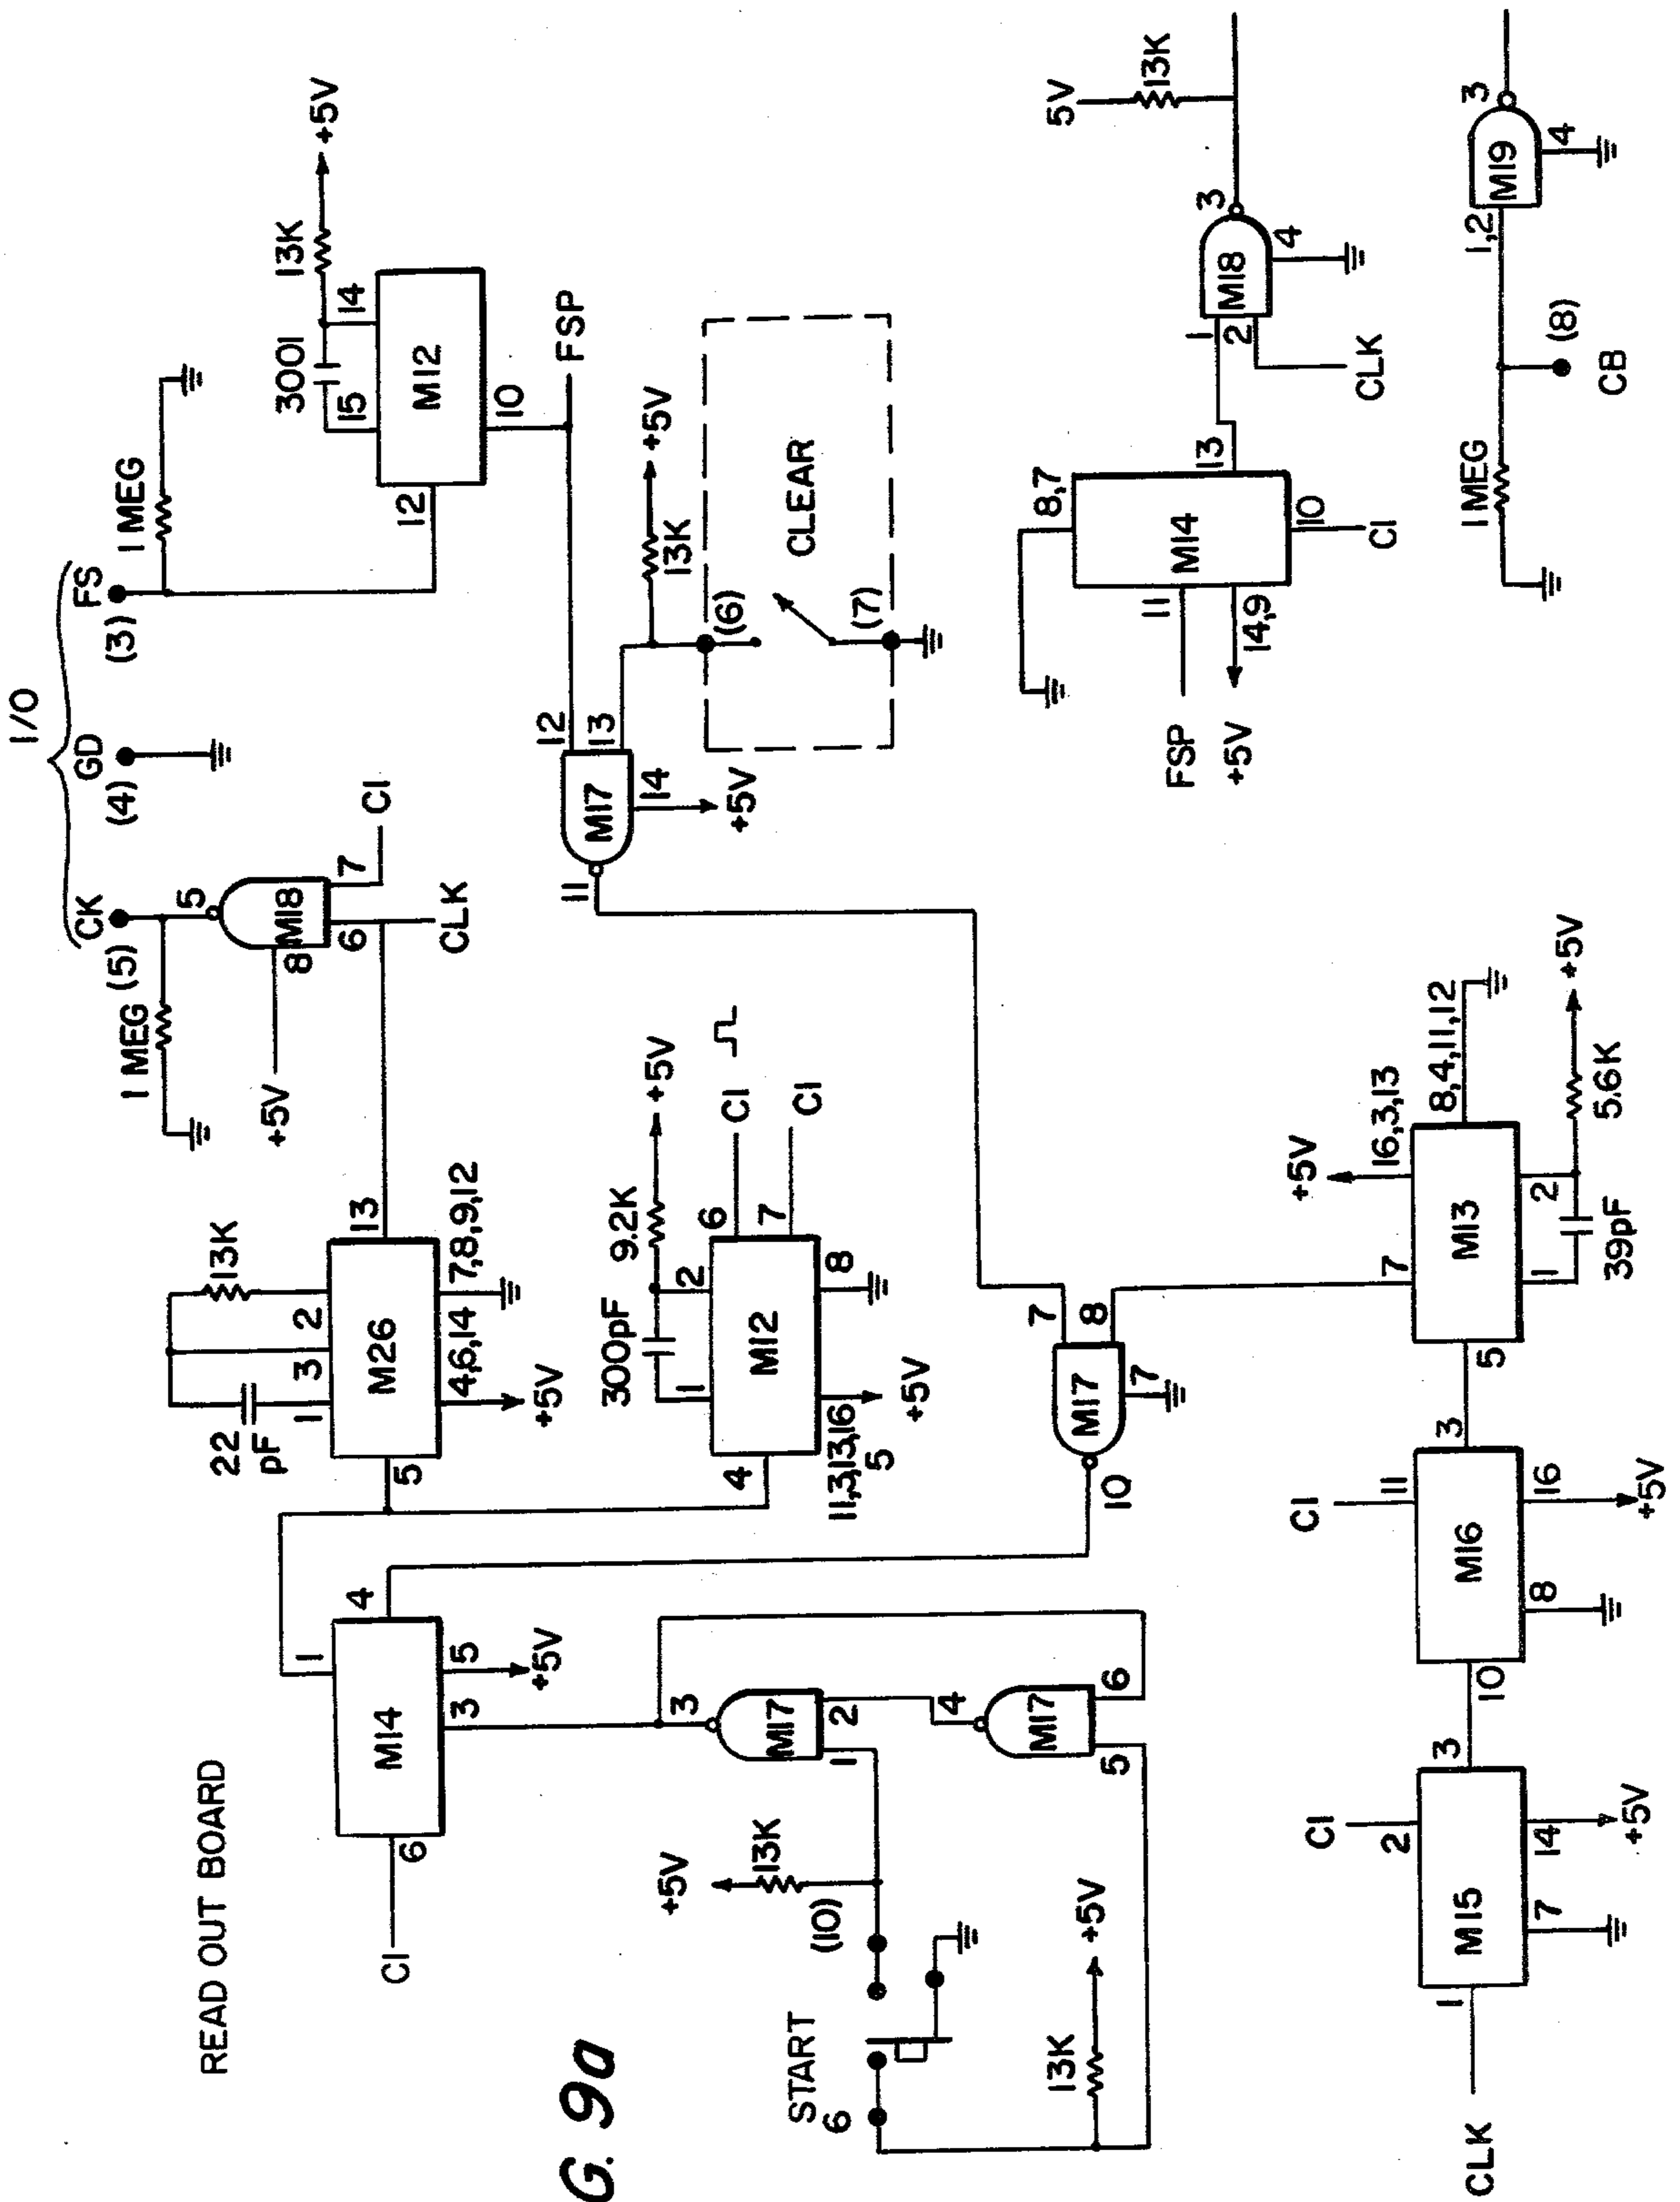 I/O
CK
GD
FS
(5)
(4)
(3)
1 MEG
1 MEG
5
M18
8
6
7
+5V
CLK
C1
13K
+5V
3001
15
14
M12
12
10
FSP
READ OUT BOARD
22
pF
13K
1
3
2
M26
13
5
4,6,14
7,8,9,12
+5V
1
M14
4
6
C1
3
5
+5V
300pF
9.2K
+5V
1
2
M12
4
6
C1
7
C1
11,3,13,16
5
8
+5V
12
13
M17
11
14
+5V
13K
+5V
(6)
CLEAR
(7)
3
M17
1
2
4
M17
5
6
+5V
13K
(10)
START
6
13K
+5V
7
8
M17
7
10
8,7
M14
11
FSP
14,9
+5V
10
C1
13
1
2
M18
3
4
CLK
5V
13K
1,2
M19
3
4
1 MEG
(8)
CB
CLK
1
M15
C1
2
3
7
14
+5V
10
M16
C1
11
3
8
16
+5V
5
M13
7
+5V
16,3,13
8,4,11,12
1
2
39pF
5.6K
+5V
G. 9a